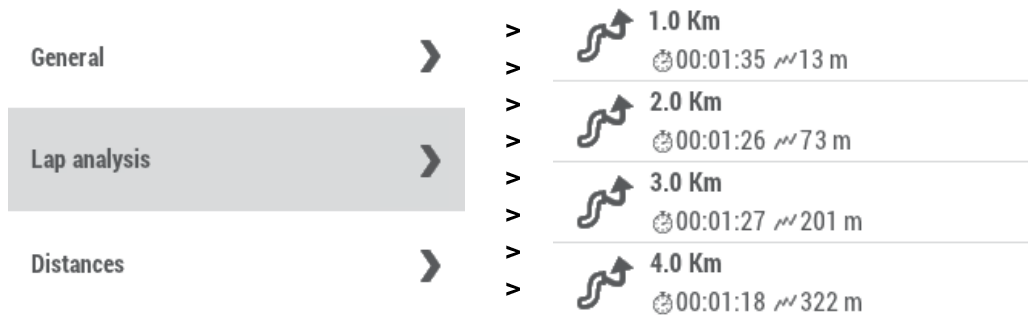 General
Lap analysis
Distances
>
>
>
>
>
>
>
>
1.0 Km
00:01:35 13 m
2.0 Km
00:01:26 73 m
3.0 Km
00:01:27 201 m
4.0 Km
00:01:18 322 m